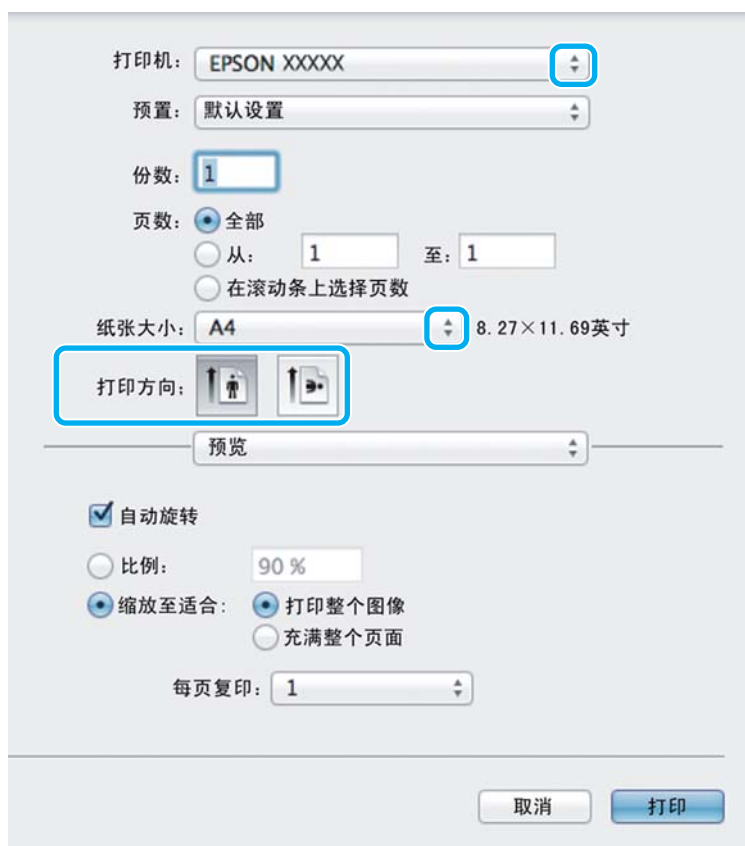 打印机: EPSON XXXXX
预置: 默认设置
份数: 1
页数: 全部
从: 1 至: 1
在滚动条上选择页数
纸张大小: A4 8.27×11.69英寸
打印方向:
预览
自动旋转
比例: 90 %
缩放至适合: 打印整个图像
充满整个页面
每页复印: 1
取消 打印